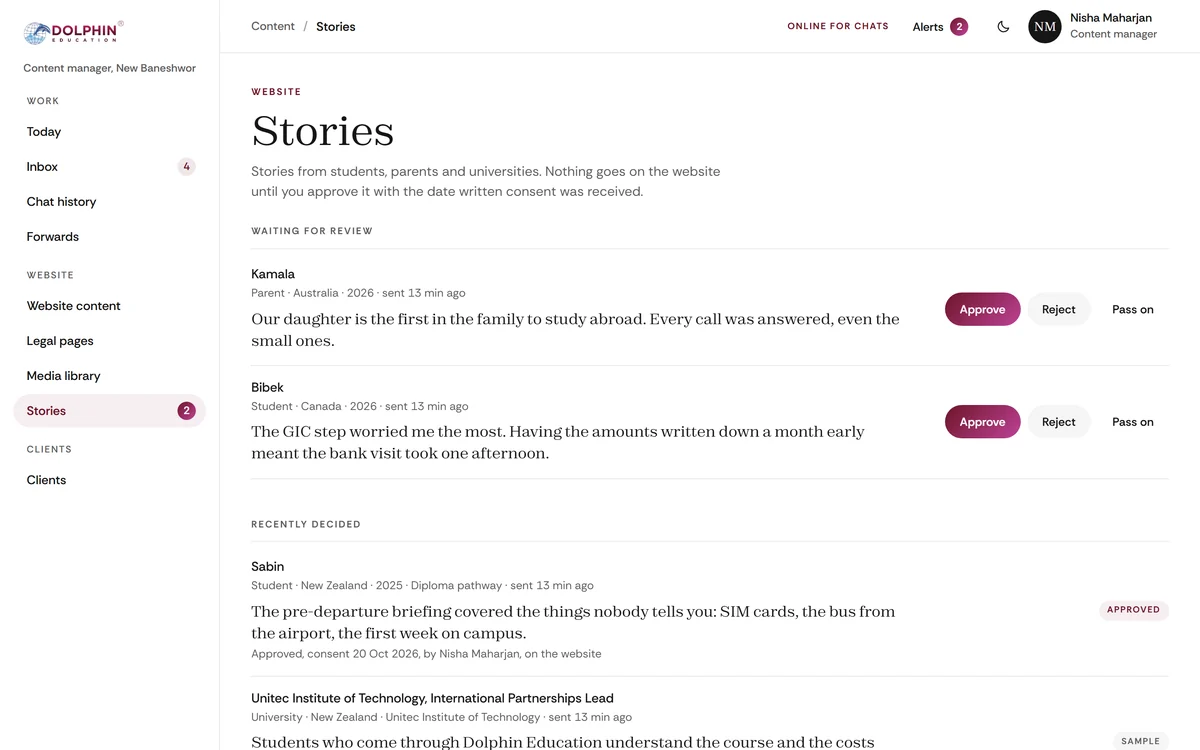 DOLPHIN®
EDUCATION
Content manager, New Baneshwor
WORK
Today
Inbox 4
Chat history
Forwards
WEBSITE
Website content
Legal pages
Media library
Stories 2
CLIENTS
Clients
Content / Stories
ONLINE FOR CHATS
Alerts 2
NM
Nisha Maharjan
Content manager
WEBSITE
Stories
Stories from students, parents and universities. Nothing goes on the website
until you approve it with the date written consent was received.
WAITING FOR REVIEW
Kamala
Parent · Australia · 2026 · sent 13 min ago
Our daughter is the first in the family to study abroad. Every call was answered, even the
small ones.
Approve Reject Pass on
Bibek
Student · Canada · 2026 · sent 13 min ago
The GIC step worried me the most. Having the amounts written down a month early
meant the bank visit took one afternoon.
Approve Reject Pass on
RECENTLY DECIDED
Sabin
Student · New Zealand · 2025 · Diploma pathway · sent 13 min ago
The pre-departure briefing covered the things nobody tells you: SIM cards, the bus from
the airport, the first week on campus.
Approved, consent 20 Oct 2026, by Nisha Maharjan, on the website
APPROVED
Unitec Institute of Technology, International Partnerships Lead
University · New Zealand · Unitec Institute of Technology · sent 13 min ago
Students who come through Dolphin Education understand the course and the costs
SAMPLE